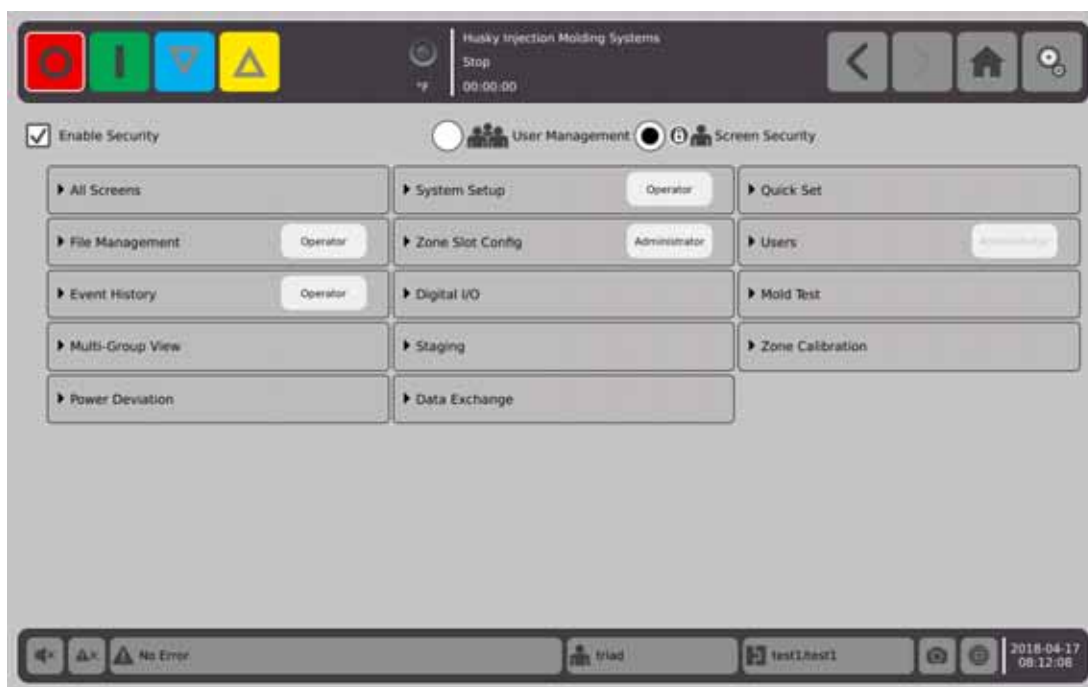 Husky Injection Molding Systems
Stop
°F
00:00:00
Enable Security
User Management
Screen Security
All Screens
System Setup
Operator
Quick Set
File Management
Operator
Zone Slot Config
Administrator
Users
Administrator
Event History
Operator
Digital I/O
Mold Test
Multi-Group View
Staging
Zone Calibration
Power Deviation
Data Exchange
No Error
triad
test1/test1
2018-04-17
08:12:08